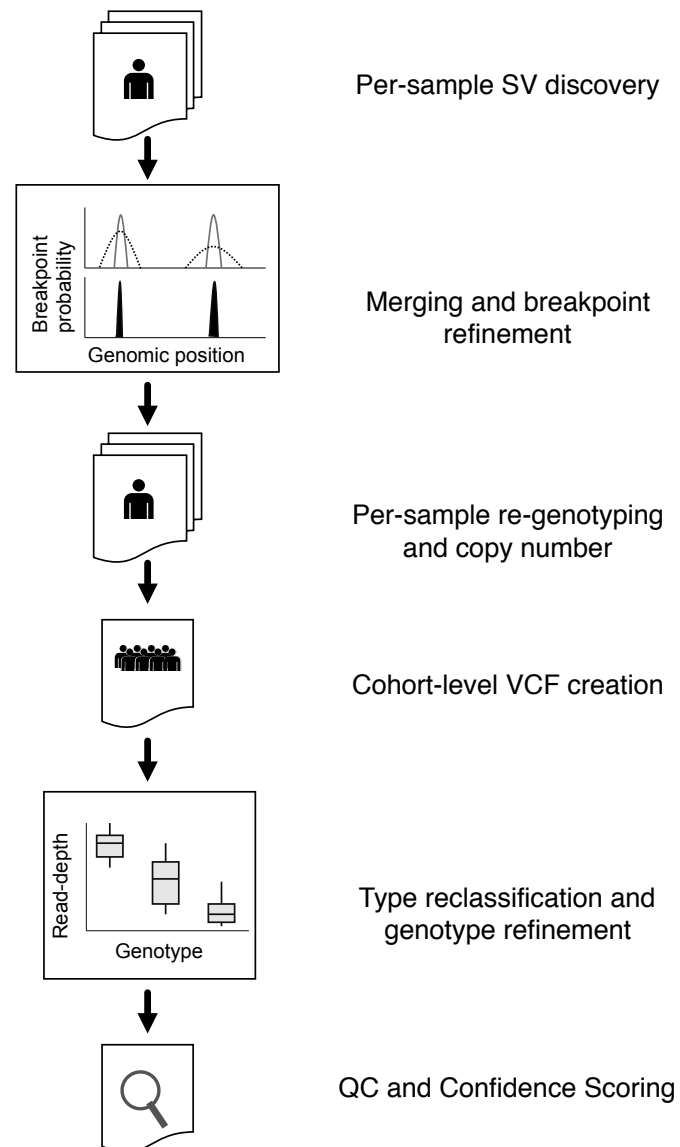 Per-sample SV discovery
Breakpoint
probability
Genomic position
Merging and breakpoint
refinement
Per-sample re-genotyping
and copy number
Cohort-level VCF creation
Read-depth
Genotype
Type reclassification and
genotype refinement
QC and Confidence Scoring